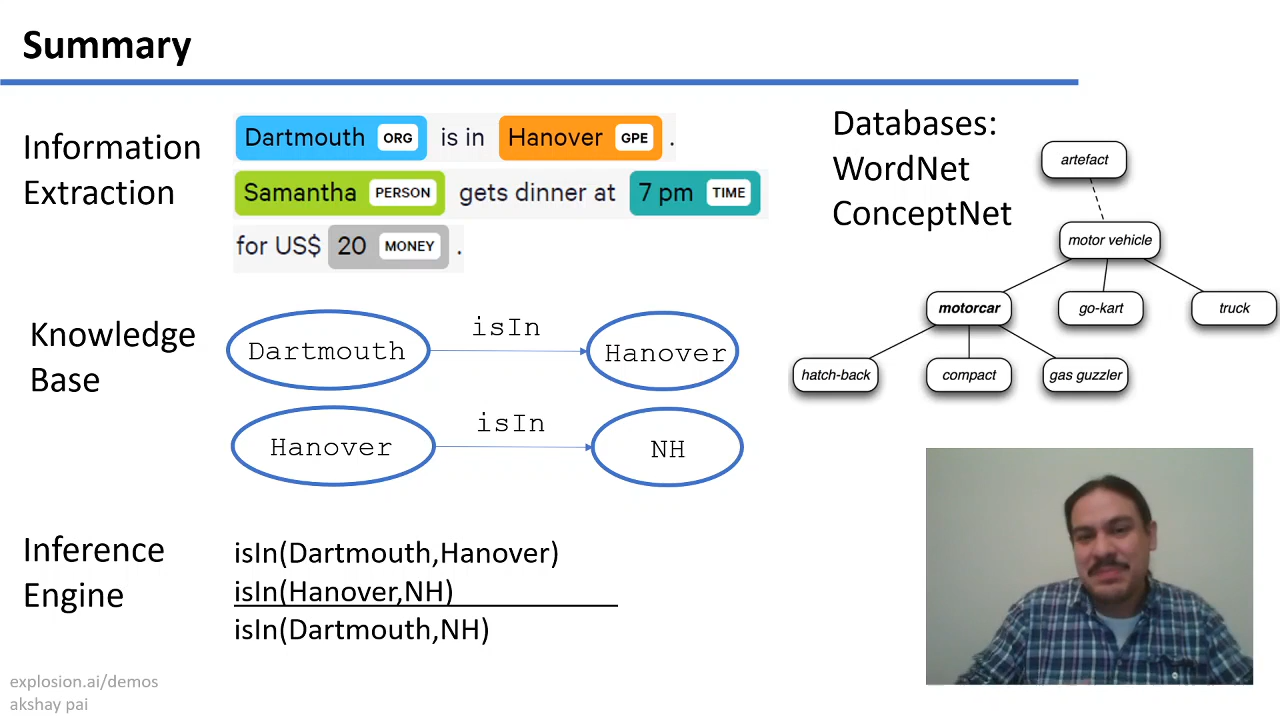 Summary
Information
Extraction
Dartmouth ORG is in Hanover GPE .
Samantha PERSON gets dinner at 7 pm TIME
for US$ 20 MONEY .
Databases:
WordNet
ConceptNet
artefact
motor vehicle
motorcar go-kart truck
hatch-back compact gas guzzler
Knowledge
Base
Dartmouth isIn Hanover
Hanover isIn NH
Inference
Engine
isIn(Dartmouth,Hanover)
isIn(Hanover,NH)
isIn(Dartmouth,NH)
explosion.ai/demos
akshay pai